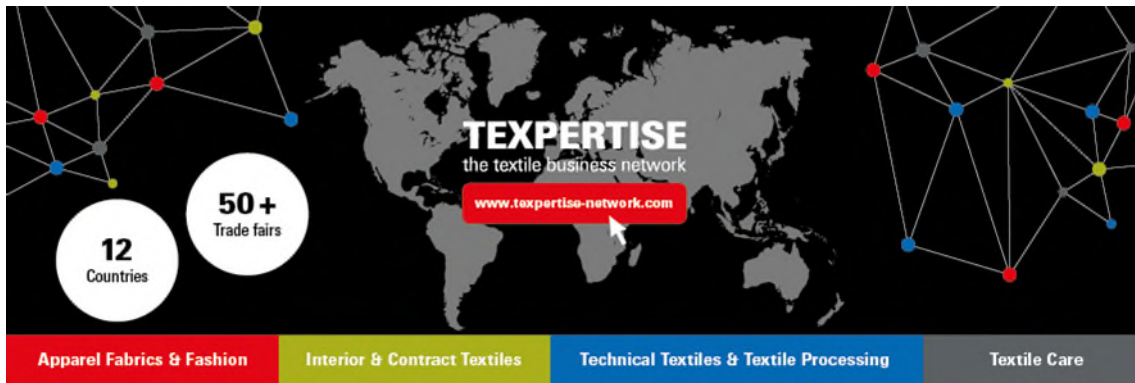 TEXPERTISE
the textile business network
www.texpertise-network.com
50+
Trade fairs
12
Countries
Apparel Fabrics & Fashion
Interior & Contract Textiles
Technical Textiles & Textile Processing
Textile Care